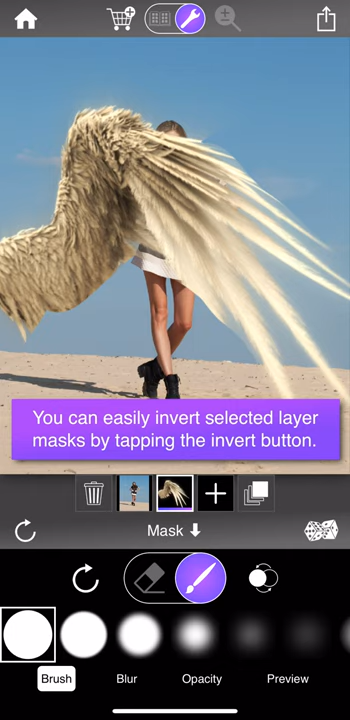 You can easily invert selected layer
masks by tapping the invert button.
Mask
Brush
Blur
Opacity
Preview